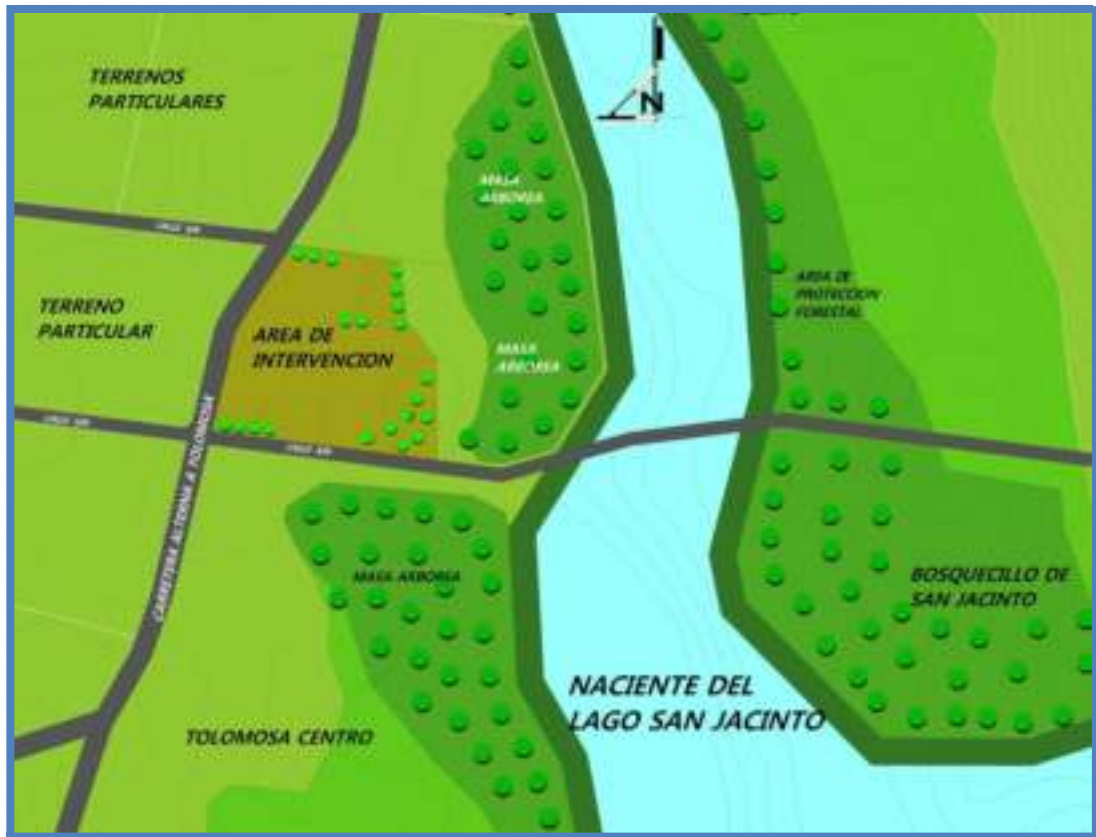 TERRENOS
PARTICULARES
N
MASA
ARBOREA
AREA DE
PROTECCION
FORESTAL
TERRENO
PARTICULAR
AREA DE
INTERVENCION
MASA
ARBOREA
CARRETERA ALTERNA A TOLOMOSA
MASA ARBOREA
BOSQUECILLO DE
SAN JACINTO
NACIENTE DEL
LAGO SAN JACINTO
TOLOMOSA CENTRO